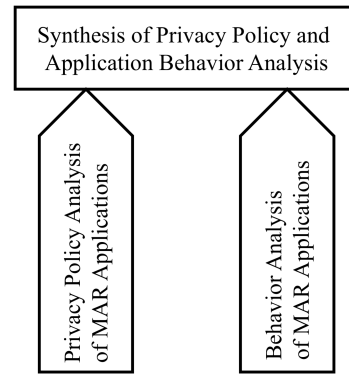 Synthesis of Privacy Policy and
Application Behavior Analysis
Privacy Policy Analysis
of MAR Applications
Behavior Analysis
of MAR Applications